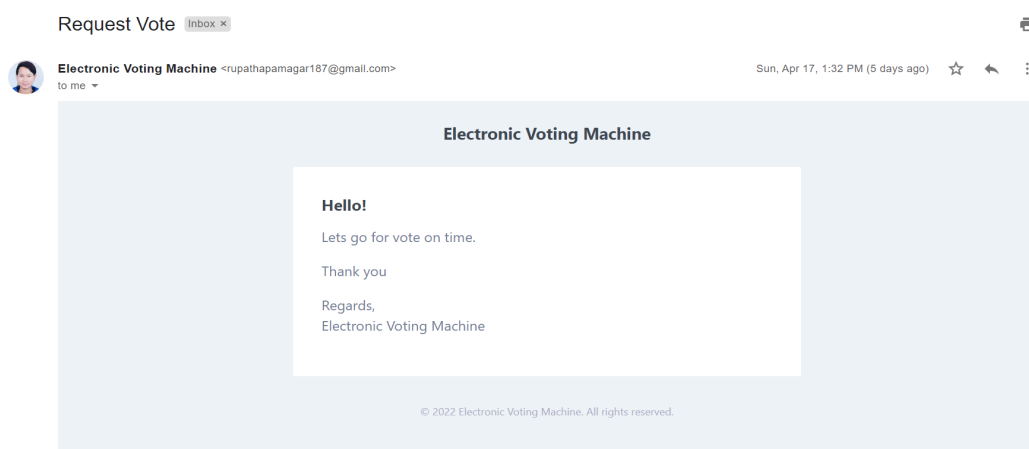 Request Vote Inbox ×
Electronic Voting Machine <rupathapamagar187@gmail.com> Sun, Apr 17, 1:32 PM (5 days ago)
to me
Electronic Voting Machine
Hello!
Lets go for vote on time.
Thank you
Regards,
Electronic Voting Machine
© 2022 Electronic Voting Machine. All rights reserved.